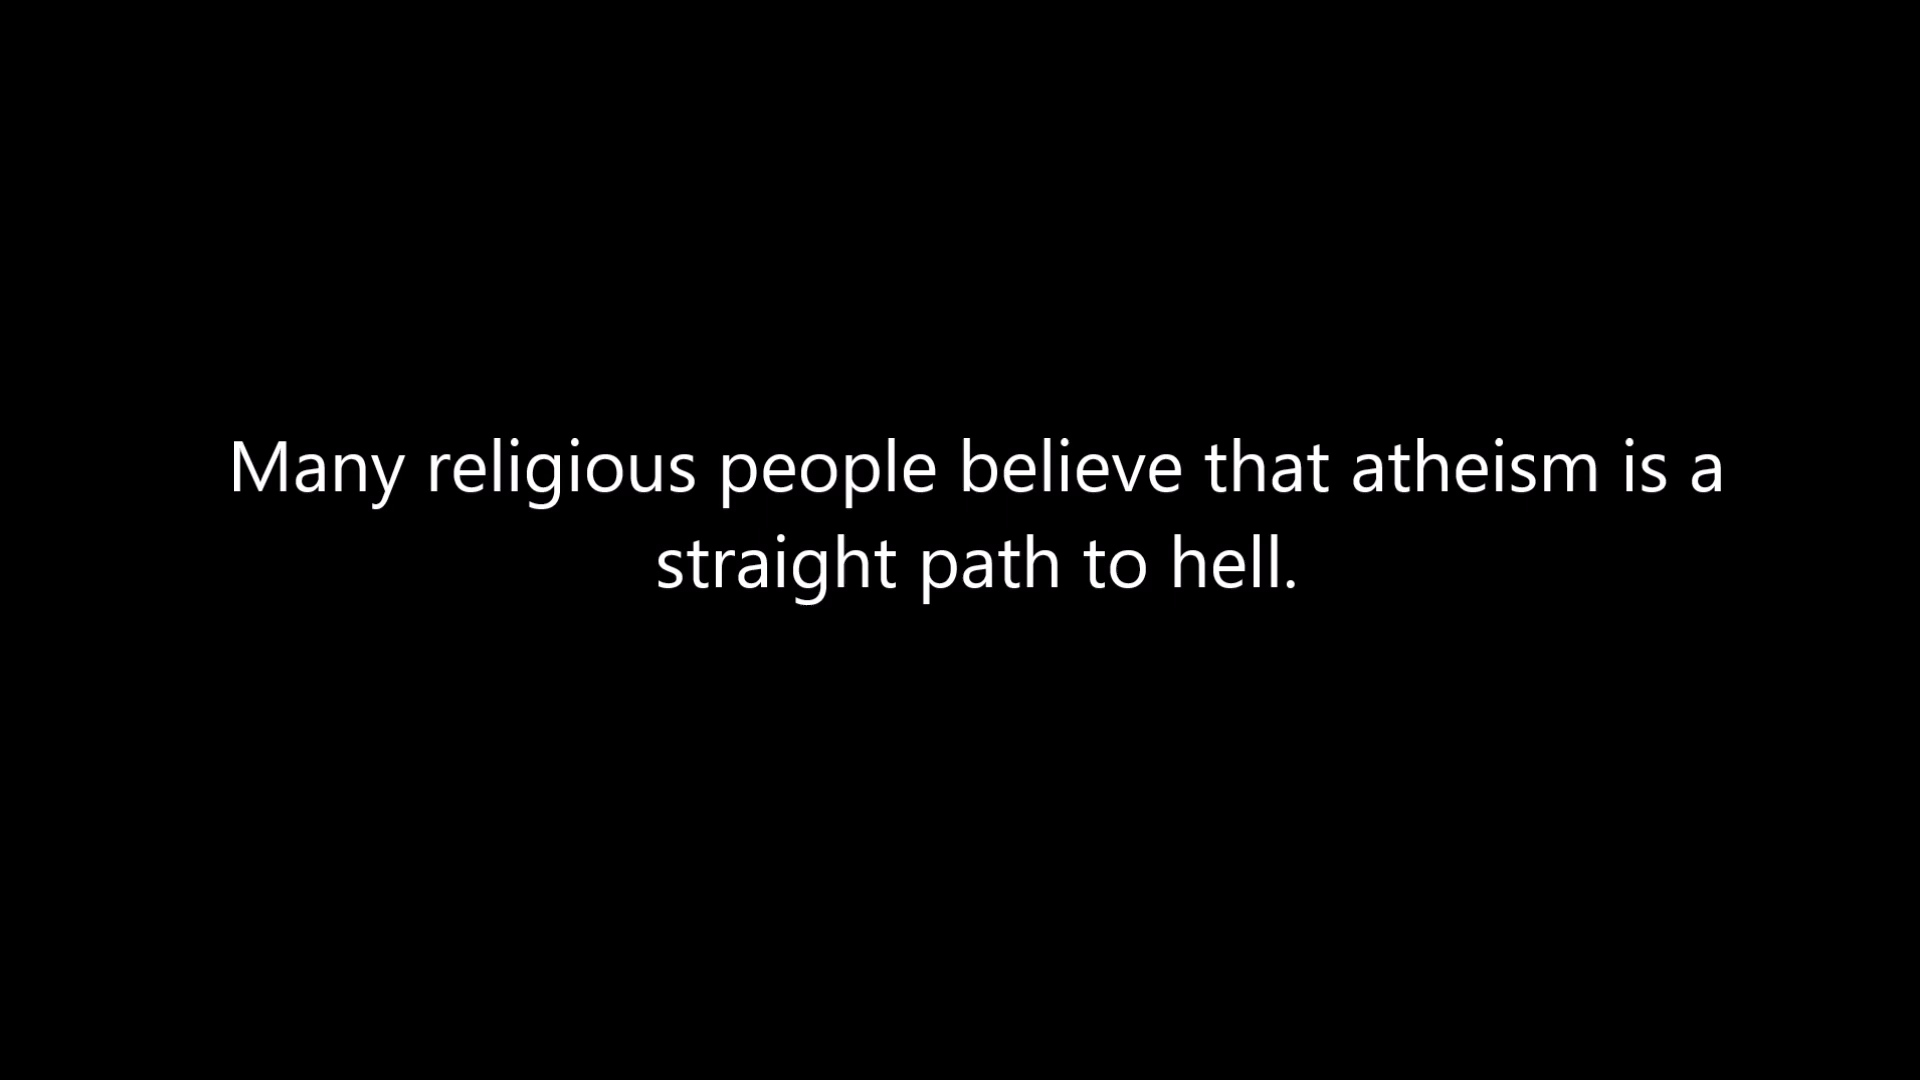 Many religious people believe that atheism is a
straight path to hell.